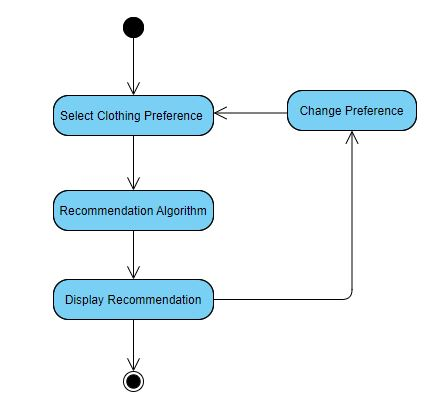 Select Clothing Preference
Change Preference
Recommendation Algorithm
Display Recommendation